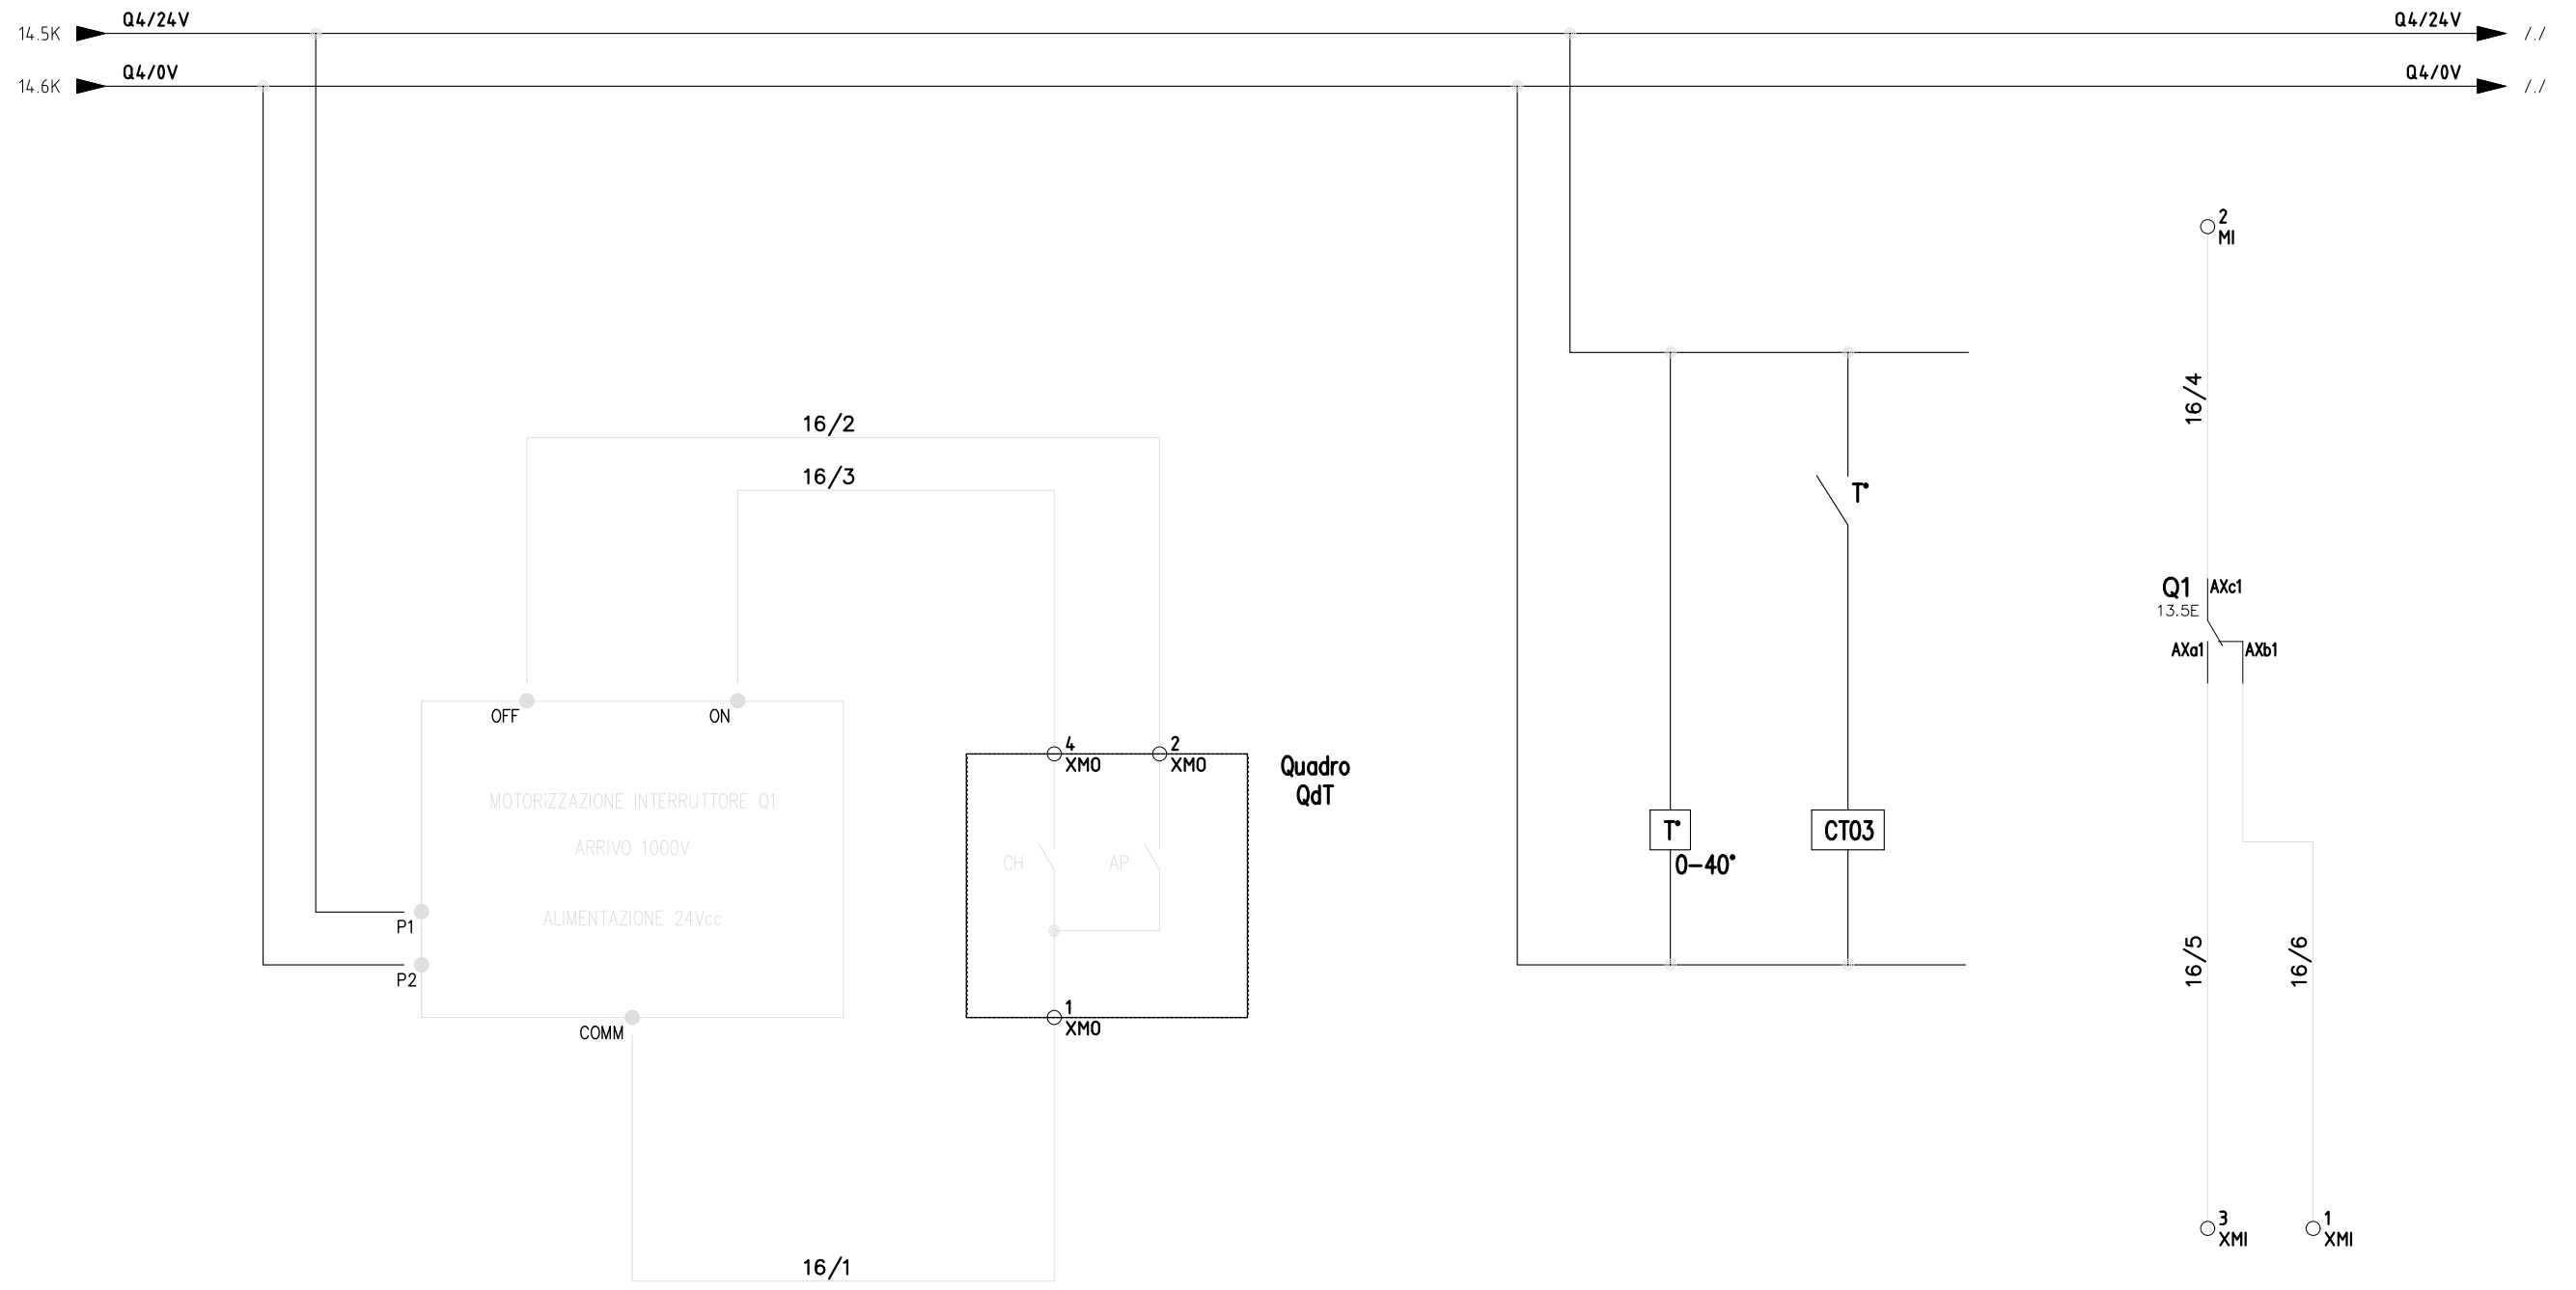 Q4/24V
Q4/24V
14.5K
/./
Q4/0V
Q4/0V
14.6K
/./
2
MI
16/4
16/2
16/3
T°
Q1
AXc1
13.5E
AXa1
AXb1
OFF
ON
4
XM0
2
XM0
Quadro
QdT
MOTORiZZAZIONE INTERRUTTORE Q1
ARRIVO 1000V
ALIMENTAZIONE 24Vcc
CH
AP
T°
0-40°
CT03
P1
P2
COMM
1
XM0
16/5
16/6
3
XMI
1
XMI
16/1